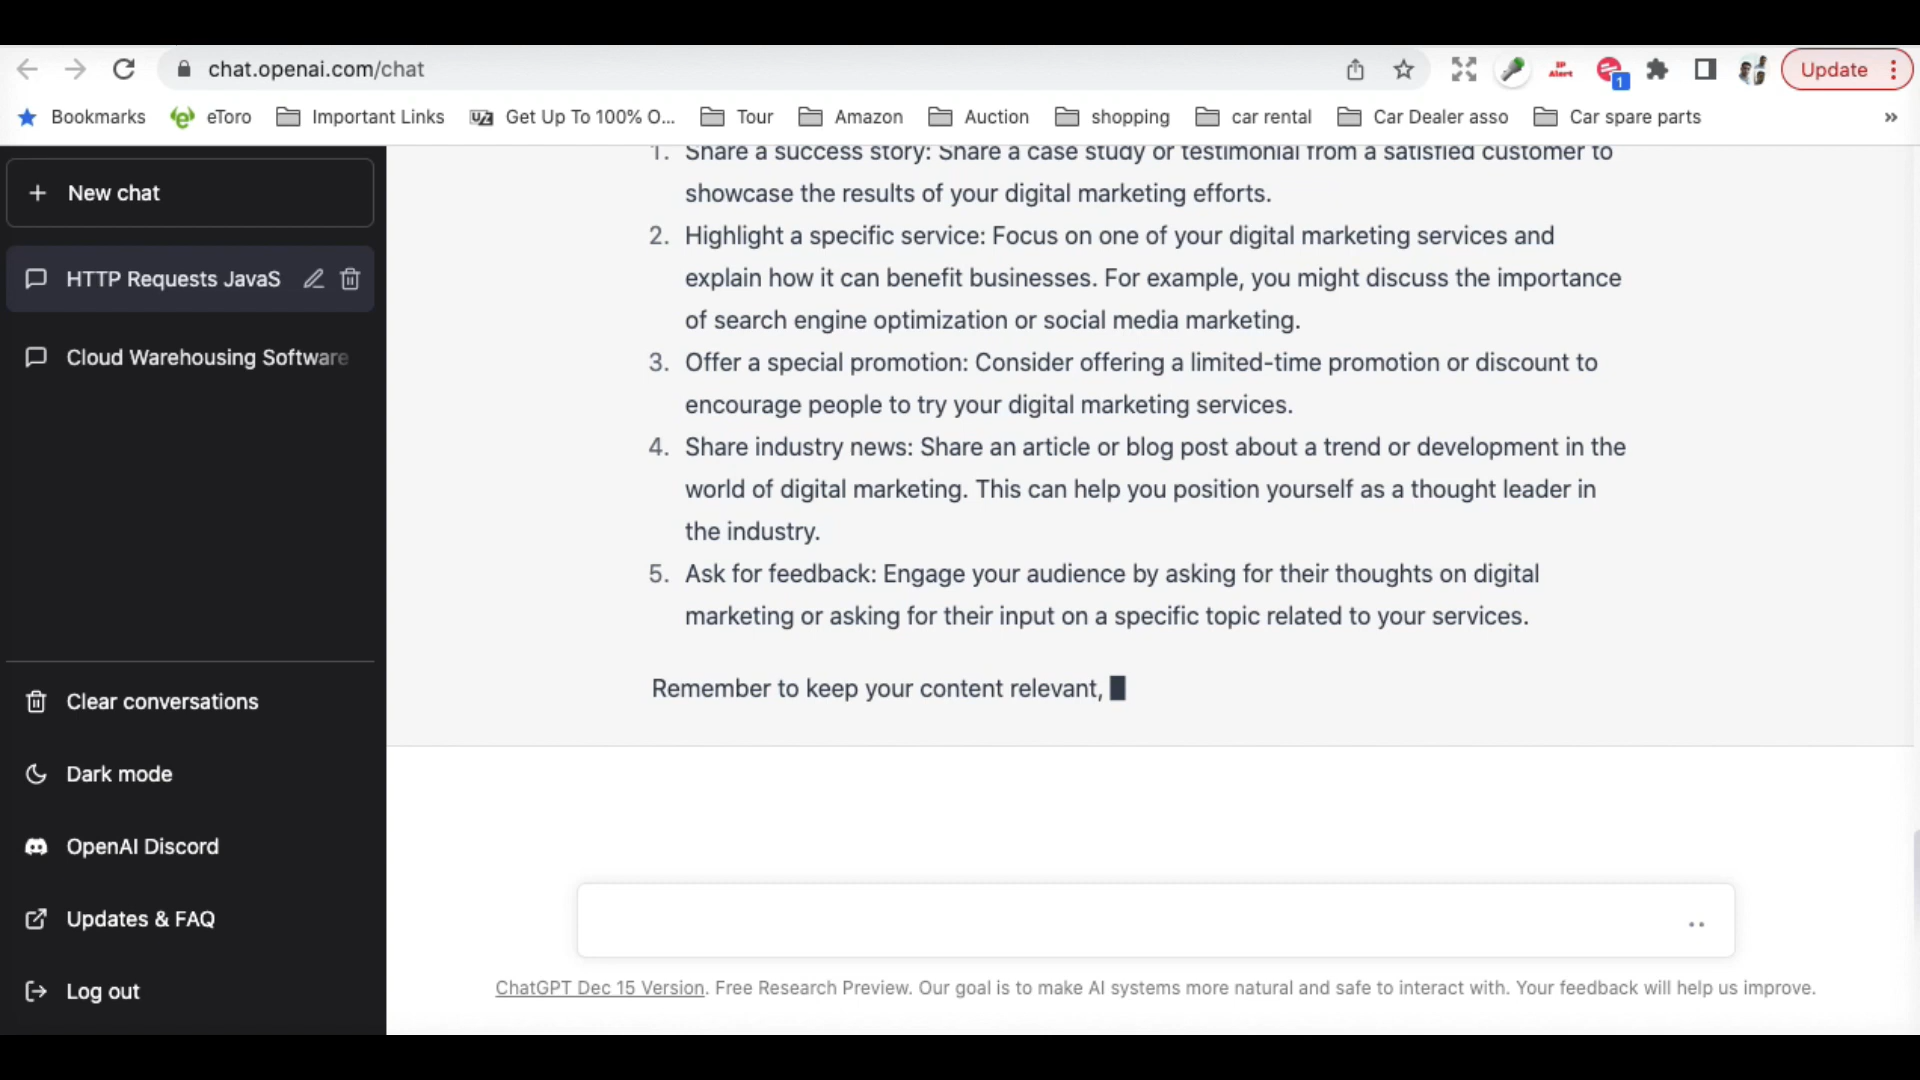 chat.openai.com/chat
IP
Alert
1
Update
Bookmarks
eToro
Important Links
Get Up To 100% O...
Tour
Amazon
Auction
shopping
car rental
Car Dealer asso
Car spare parts
»
New chat
HTTP Requests JavaS
Cloud Warehousing Software
Clear conversations
Dark mode
OpenAI Discord
Updates & FAQ
Log out
1. Share a success story: Share a case study or testimonial from a satisfied customer to
showcase the results of your digital marketing efforts.
2. Highlight a specific service: Focus on one of your digital marketing services and
explain how it can benefit businesses. For example, you might discuss the importance
of search engine optimization or social media marketing.
3. Offer a special promotion: Consider offering a limited-time promotion or discount to
encourage people to try your digital marketing services.
4. Share industry news: Share an article or blog post about a trend or development in the
world of digital marketing. This can help you position yourself as a thought leader in
the industry.
5. Ask for feedback: Engage your audience by asking for their thoughts on digital
marketing or asking for their input on a specific topic related to your services.
Remember to keep your content relevant,
ChatGPT Dec 15 Version. Free Research Preview. Our goal is to make AI systems more natural and safe to interact with. Your feedback will help us improve.